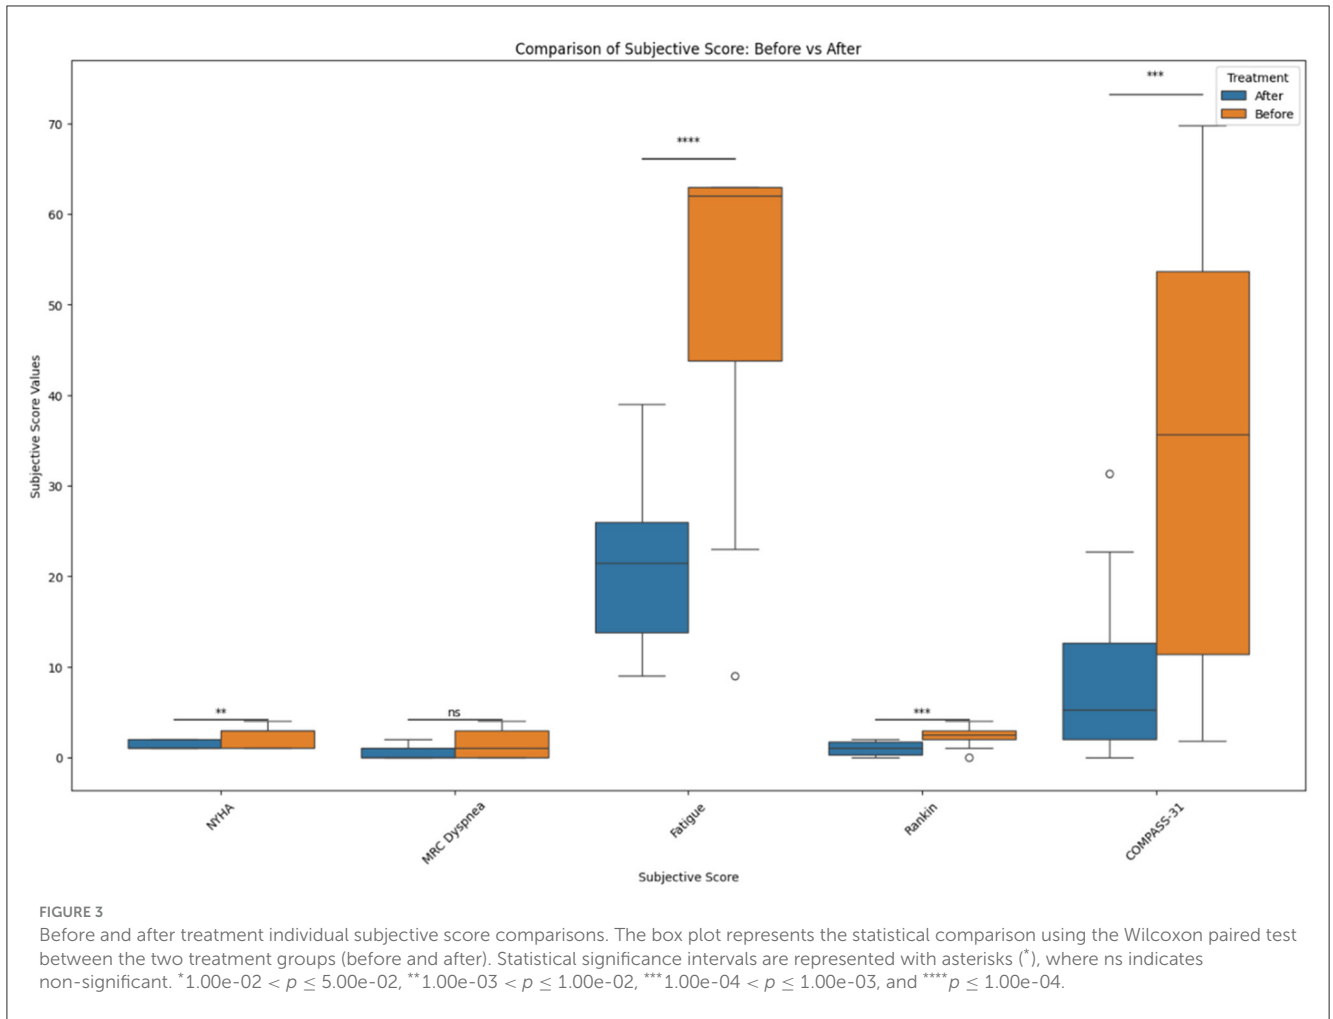 Comparison of Subjective Score: Before vs After
Treatment
After
Before
***
****
**
ns
***
Subjective Score Values
70
60
50
40
30
20
10
0
NYHA
MRC Dyspnea
Fatigue
Rankin
COMPASS-31
Subjective Score
FIGURE 3
Before and after treatment individual subjective score comparisons. The box plot represents the statistical comparison using the Wilcoxon paired test
between the two treatment groups (before and after). Statistical significance intervals are represented with asterisks (*), where ns indicates
non-significant. *1.00e-02 < p ≤ 5.00e-02, **1.00e-03 < p ≤ 1.00e-02, ***1.00e-04 < p ≤ 1.00e-03, and ****p ≤ 1.00e-04.